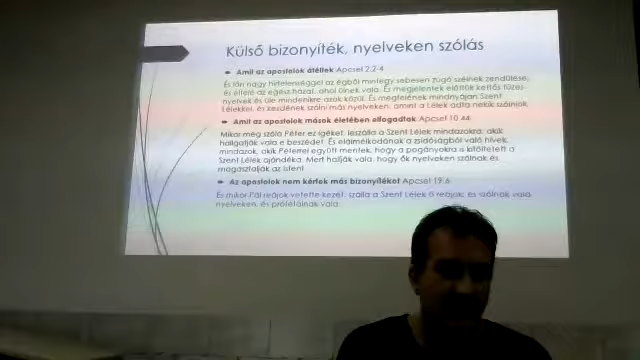 Külső bizonyíték, nyelveken szólás
Amit az apostolok átéltek Apcsel 2:2-4
És lőn nagy hirtelenséggel az égből mintegy sebesen zúgó szélnek zendülése,
és eltelé az egész házat, ahol ülnek vala. És megjelentek előttük kettős tüzes
nyelvek és üle mindenikre azok közül. És megtelének mindnyájan Szent
Lélekkel, és kezdének szólni más nyelveken, amint a Lélek adta nekik szólniok.
Amit az apostolok mások életében elfogadtak Apcsel 10:44
Mikor még szóla Péter ez igéket, leszálla a Szent Lélek mindazokra, akik
hallgatják vala e beszédet. És elálmélkodának a zsidóságból való hívek,
mindazok, akik Péterrel együtt mentek, hogy a pogányokra is kitöltetett a
Szent Lélek ajándéka. Mert hallják vala, hogy ők nyelveken szólnak és
magasztalják az Istent
Az apostolok nem kértek más bizonyítékot Apcsel 19:6
És mikor Pál reájok vetette kezét, szálla a Szent Lélek ő reájok; és szólnak vala
nyelveken, és prófétálnak vala.